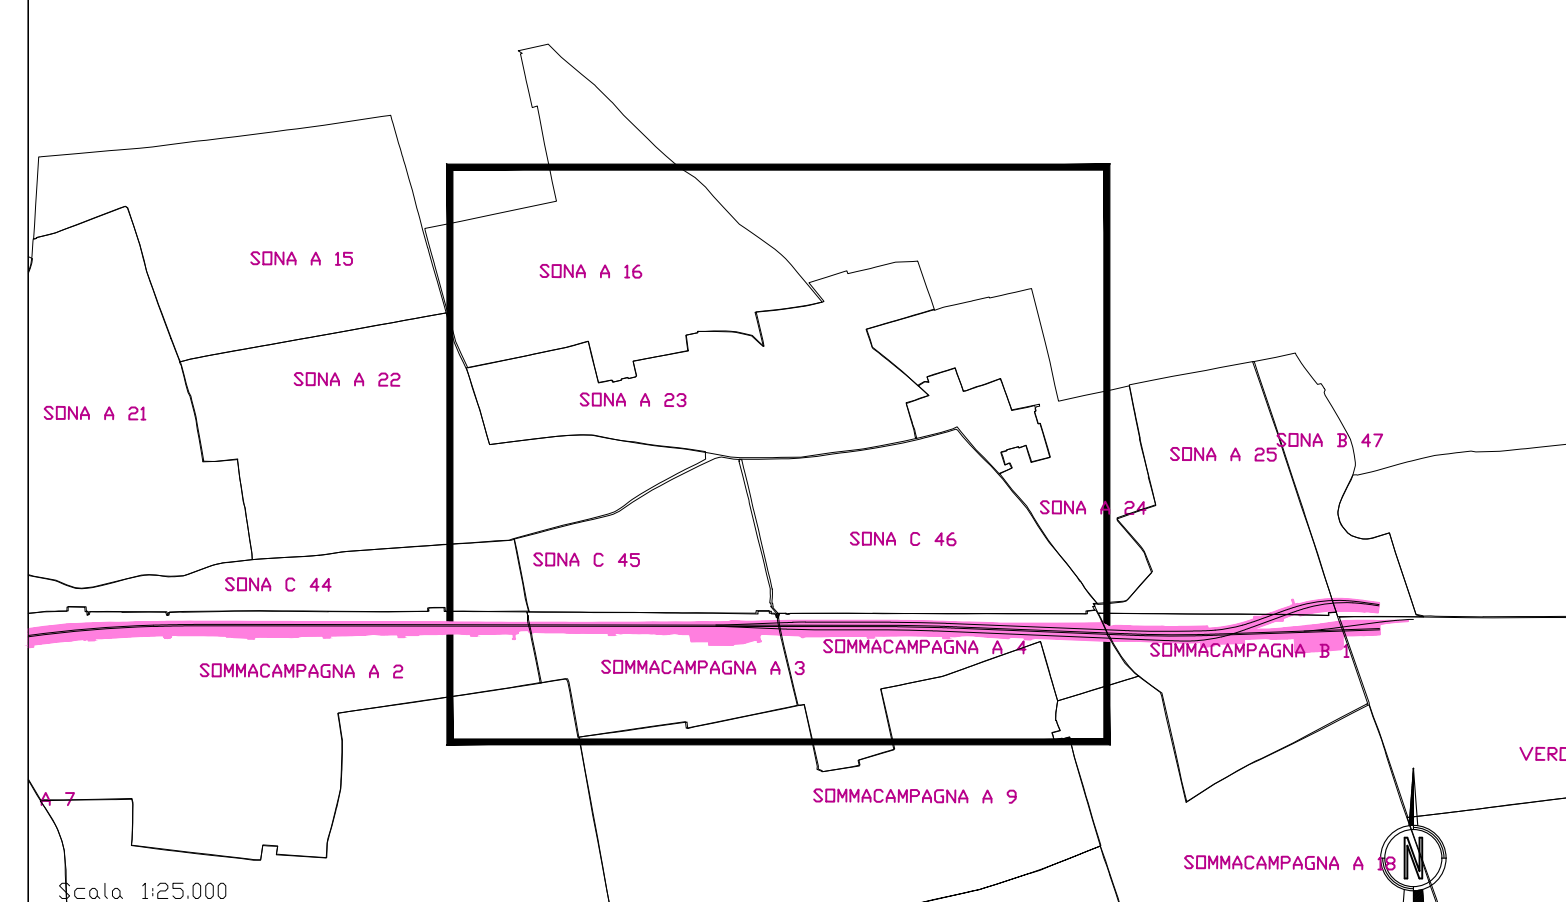 SONA A 15
SONA A 16
SONA A 22
SONA A 23
SONA A 21
SONA B 47
SONA A 25
SONA A 24
SONA C 46
SONA C 45
SONA C 44
SOMMACAMPAGNA A 4
SOMMACAMPAGNA B 1
SOMMACAMPAGNA A 3
SOMMACAMPAGNA A 2
VERO
A 7
SOMMACAMPAGNA A 9
SOMMACAMPAGNA A 18
N
Scala 1:25.000